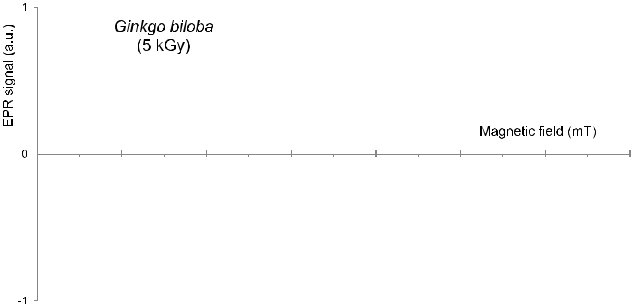 1
Ginkgo biloba
(5 kGy)
EPR signal (a.u.)
Magnetic field (mT)
0
-1